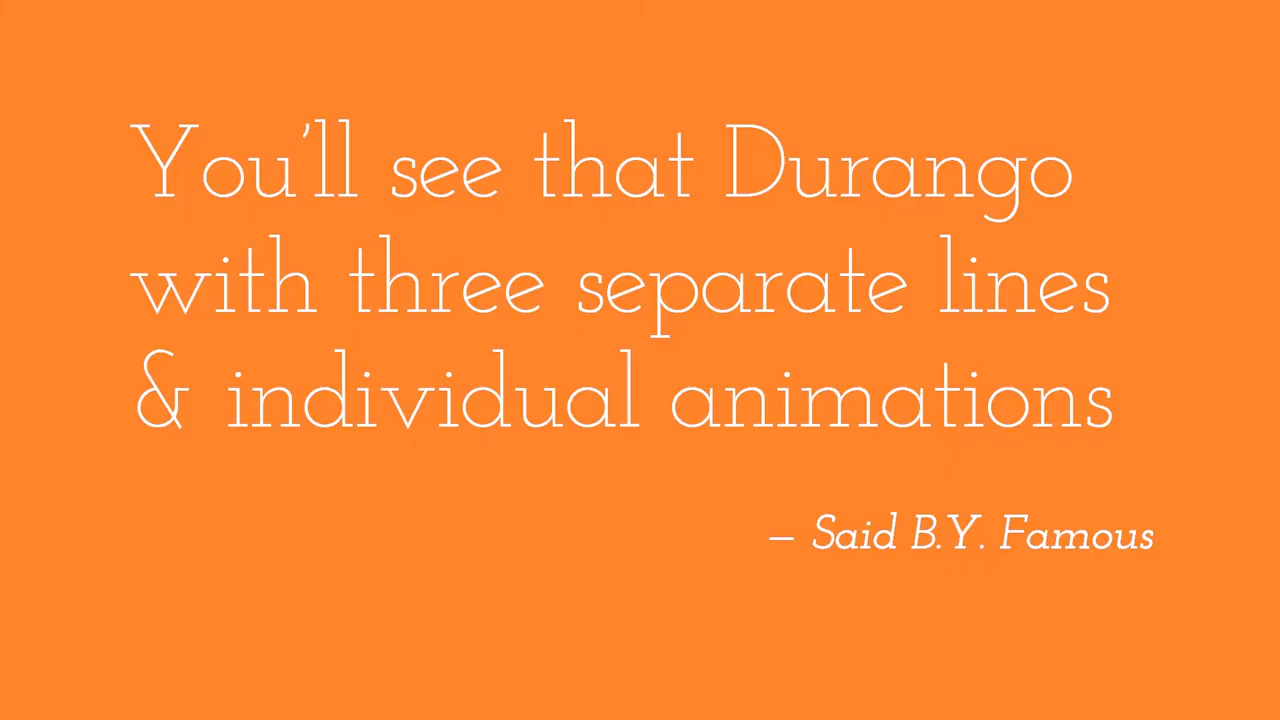 You'll see that Durango
with three separate lines
& individual animations
– Said B.Y. Famous